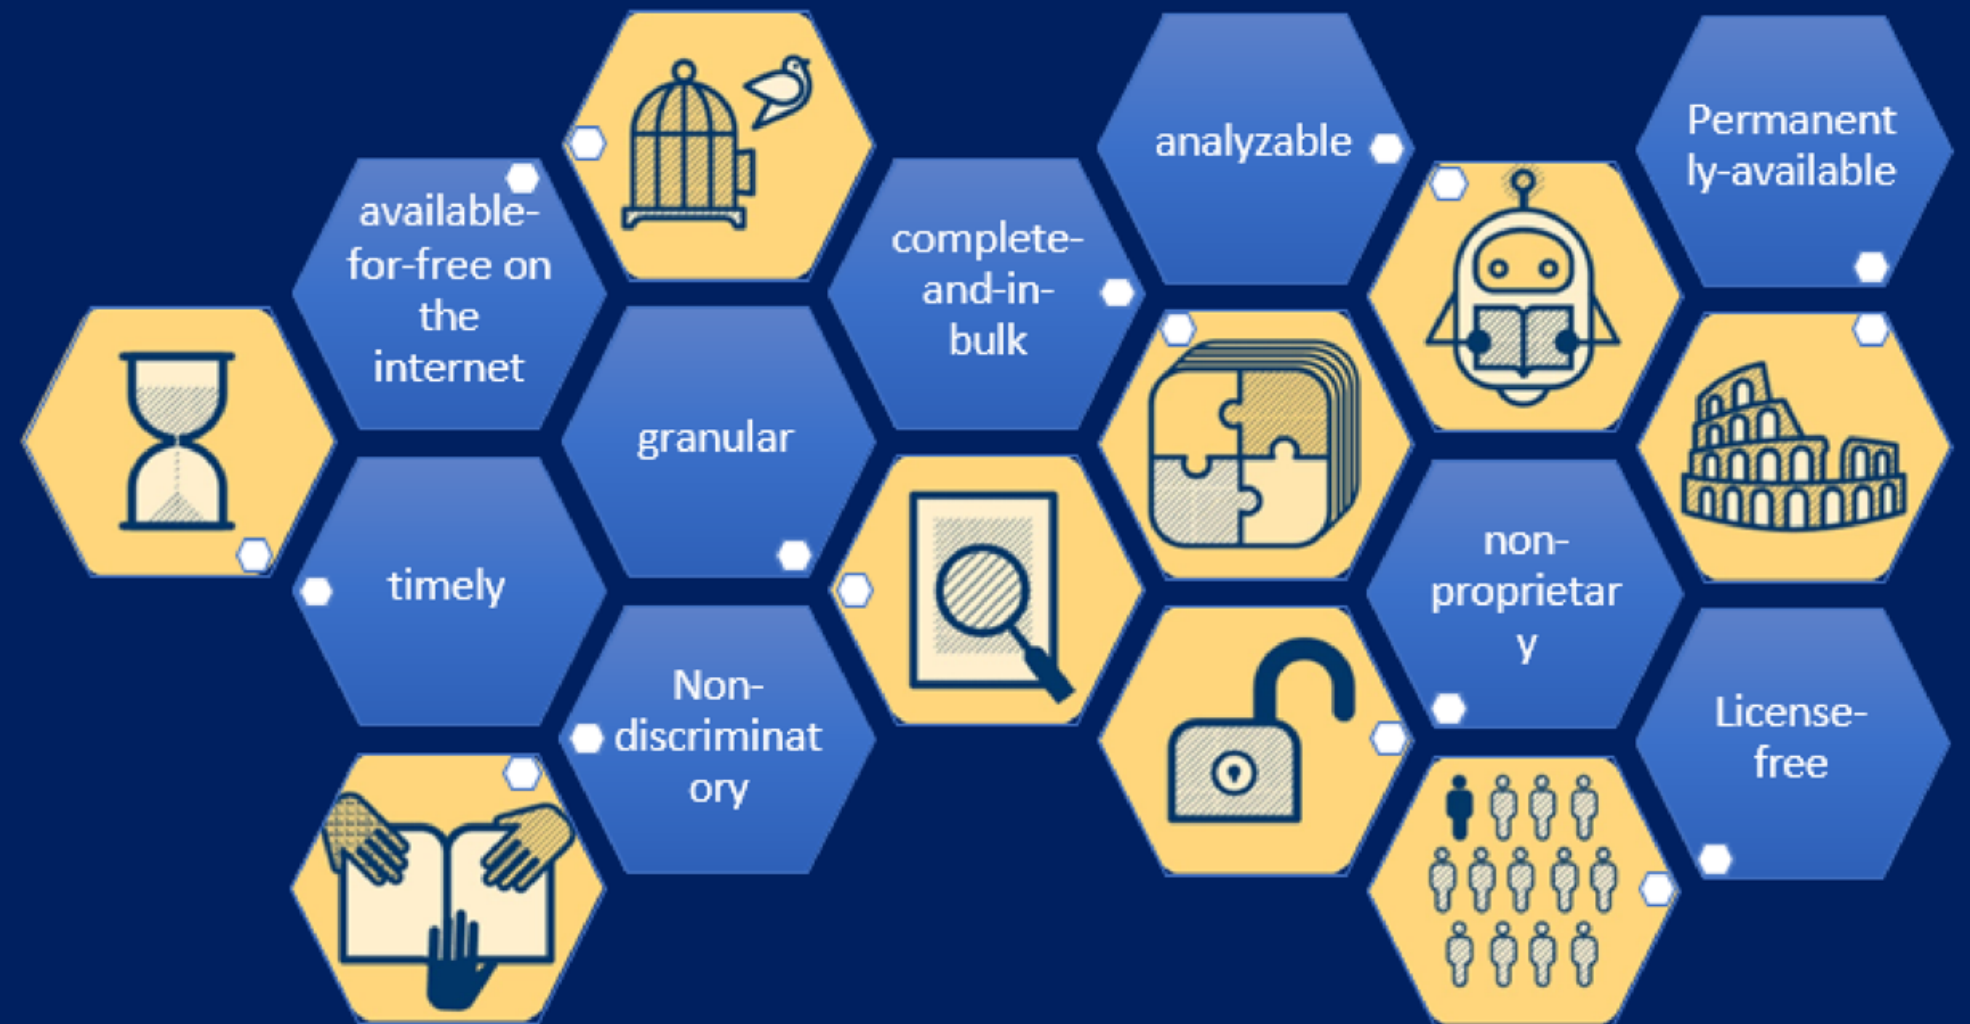 available-
for-free on
the
internet
timely
granular
Non-
discriminat
ory
complete-
and-in-
bulk
analyzable
non-
proprietar
y
Permanent
ly-available
License-
free